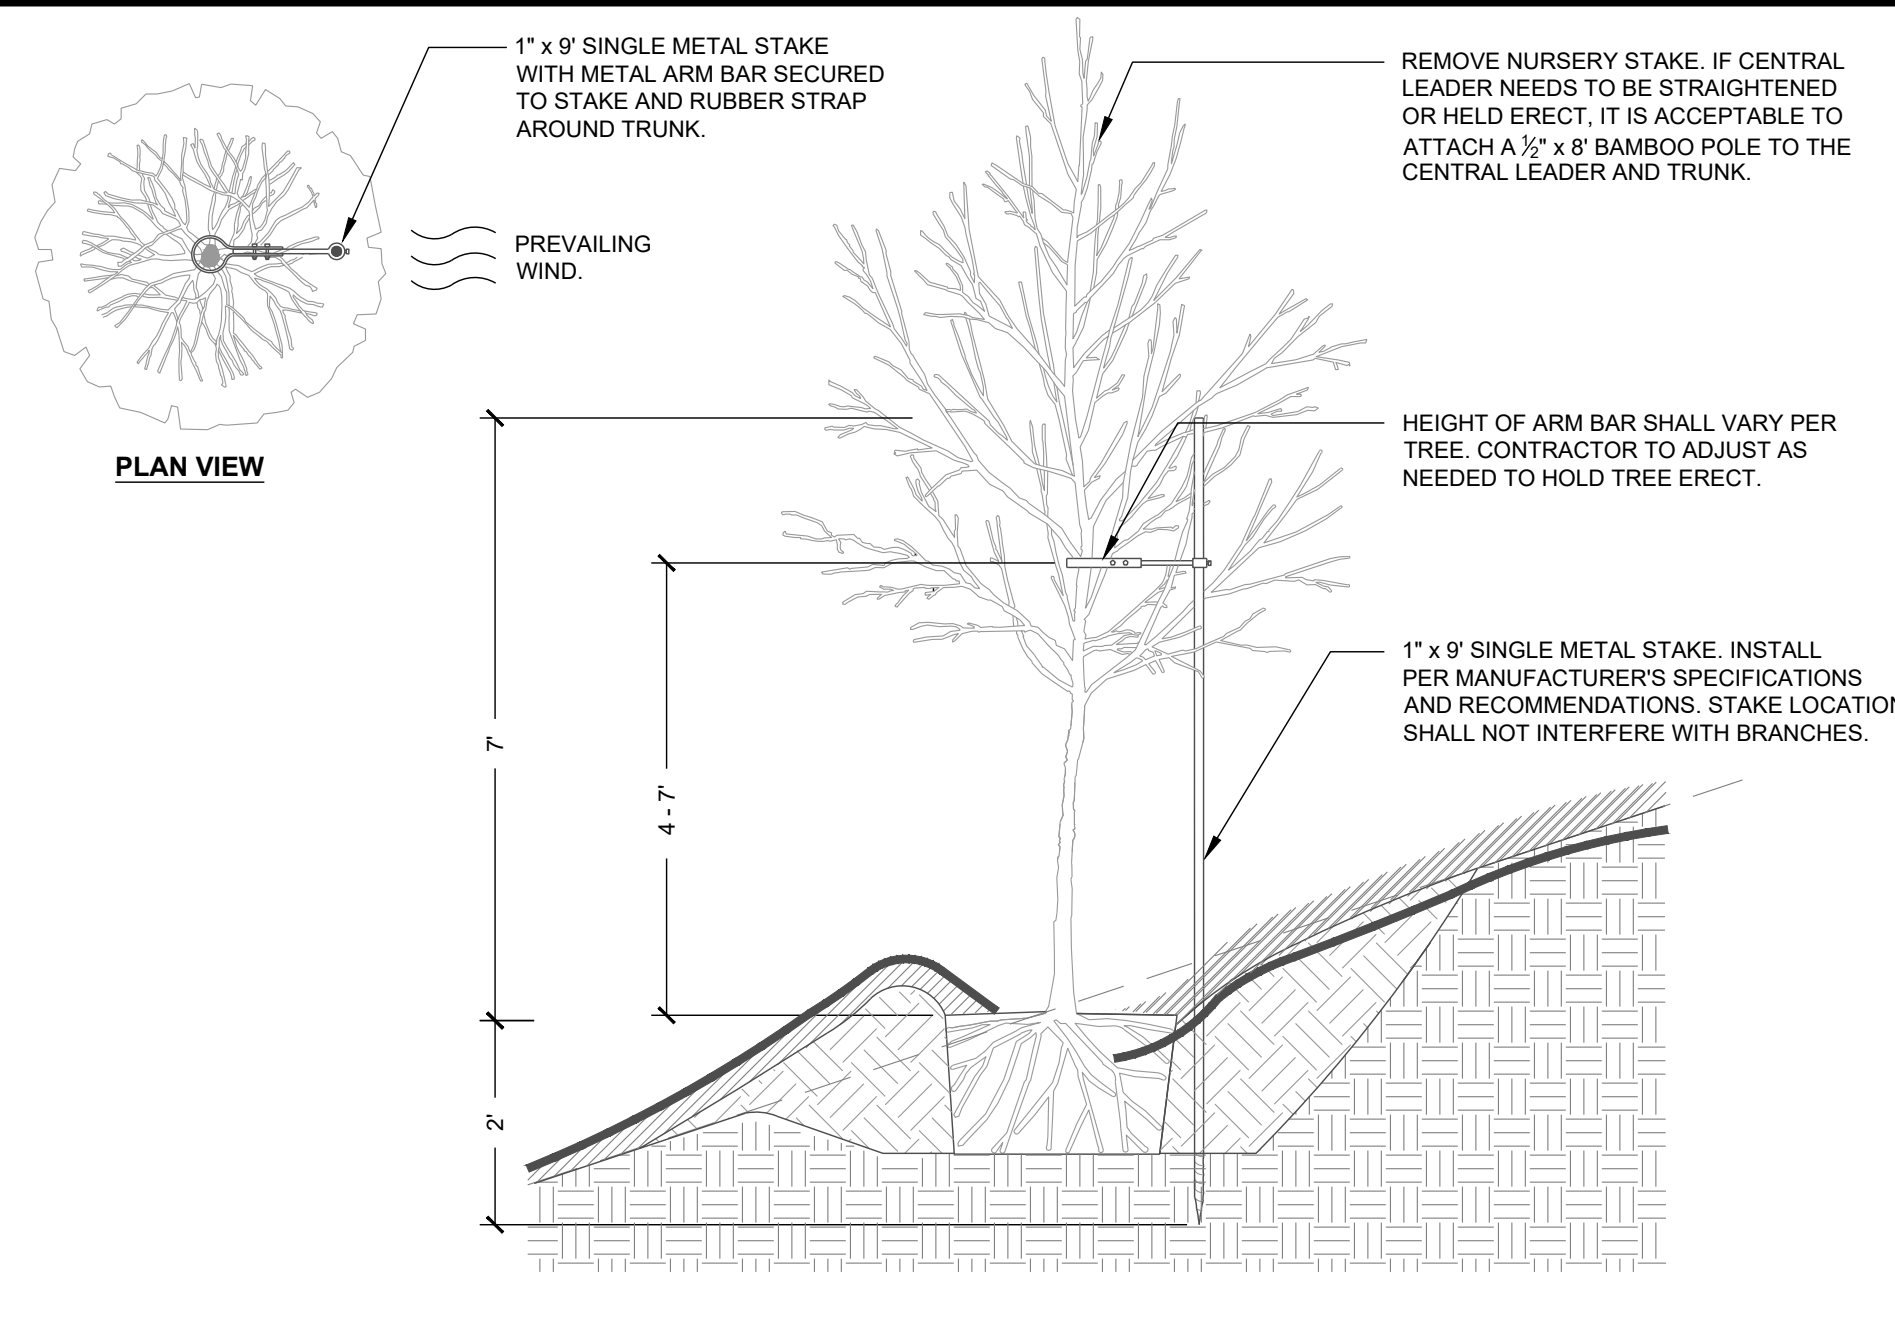 1" x 9' SINGLE METAL STAKE
WITH METAL ARM BAR SECURED
TO STAKE AND RUBBER STRAP
AROUND TRUNK.
PREVAILING
WIND.
PLAN VIEW
REMOVE NURSERY STAKE. IF CENTRAL
LEADER NEEDS TO BE STRAIGHTENED
OR HELD ERECT, IT IS ACCEPTABLE TO
ATTACH A ½" x 8' BAMBOO POLE TO THE
CENTRAL LEADER AND TRUNK.
HEIGHT OF ARM BAR SHALL VARY PER
TREE. CONTRACTOR TO ADJUST AS
NEEDED TO HOLD TREE ERECT.
1" x 9' SINGLE METAL STAKE. INSTALL
PER MANUFACTURER'S SPECIFICATIONS
AND RECOMMENDATIONS. STAKE LOCATION
SHALL NOT INTERFERE WITH BRANCHES.
7'
4 - 7'
2'